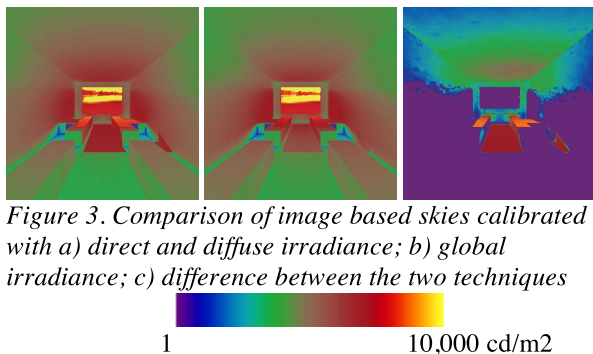 Figure 3. Comparison of image based skies calibrated
with a) direct and diffuse irradiance; b) global
irradiance; c) difference between the two techniques
1 10,000 cd/m2